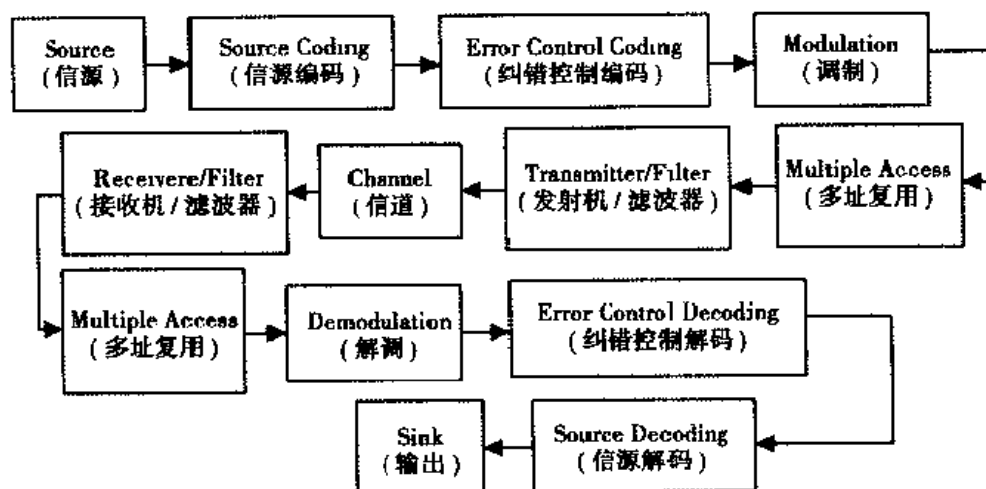 Source
(信源)
Source Coding
(信源编码)
Error Control Coding
(纠错控制编码)
Modulation
(调制)
Multiple Access
(多址复用)
Transmitter/Filter
(发射机/滤波器)
Channel
(信道)
Receivere/Filter
(接收机/滤波器)
Multiple Access
(多址复用)
Demodulation
(解调)
Error Control Decoding
(纠错控制解码)
Source Decoding
(信源解码)
Sink
(输出)